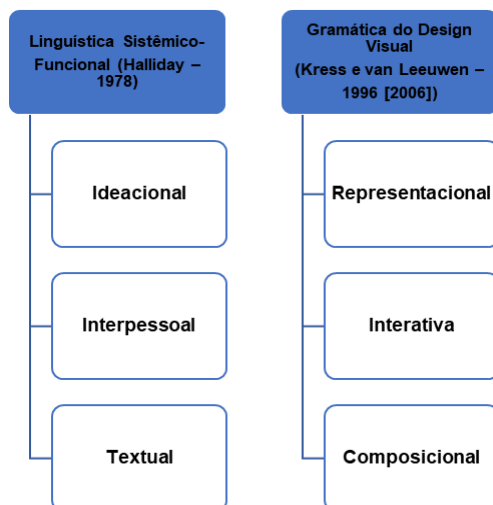 Linguística Sistêmico-
Funcional (Halliday –
1978)
Ideacional
Interpessoal
Textual
Gramática do Design
Visual
(Kress e van Leeuwen –
1996 [2006])
Representacional
Interativa
Composicional